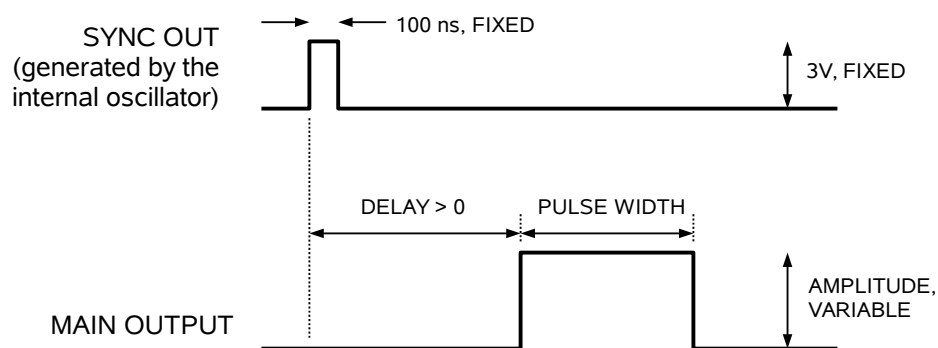 100 ns, FIXED
SYNC OUT
(generated by the
internal oscillator)
3V, FIXED
DELAY > 0
PULSE WIDTH
AMPLITUDE,
VARIABLE
MAIN OUTPUT